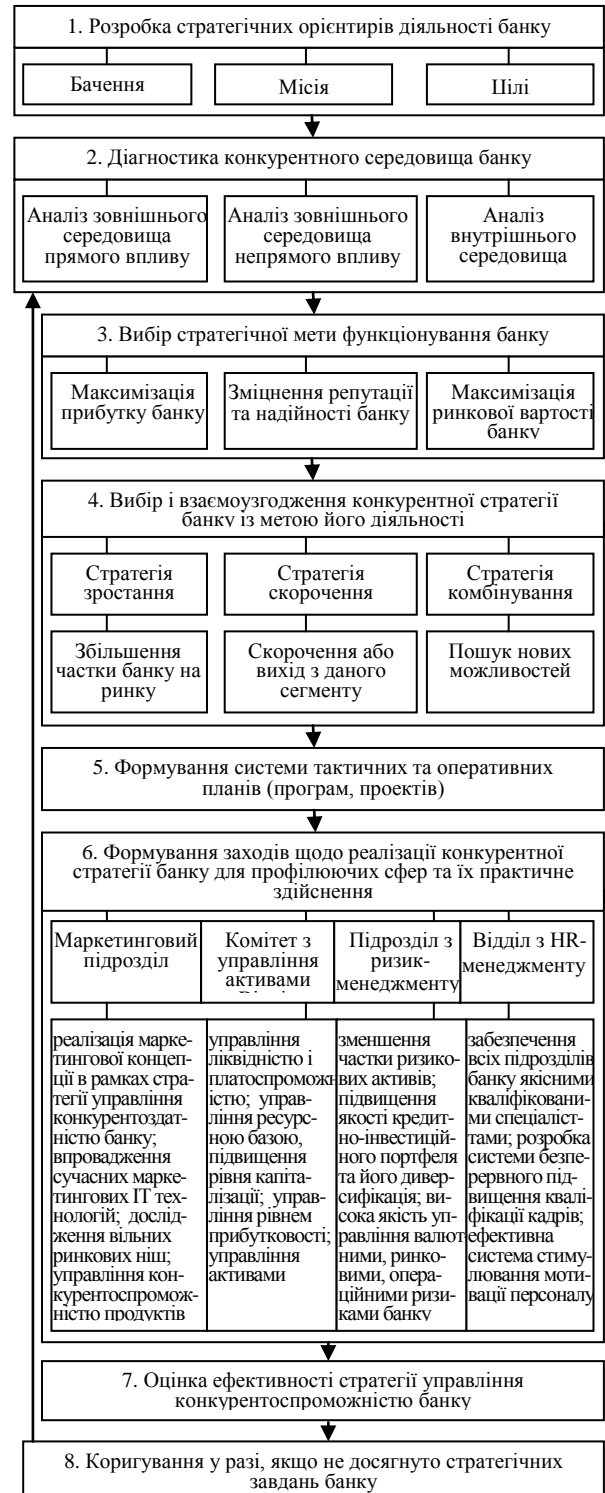 1. Розробка стратегічних орієнтирів діяльності банку
Бачення
Місія
Цілі
2. Діагностика конкурентного середовища банку
Аналіз зовнішнього
середовища
прямого впливу
Аналіз зовнішнього
середовища
непрямого впливу
Аналіз
внутрішнього
середовища
3. Вибір стратегічної мети функціонування банку
Максимізація
прибутку банку
Зміцнення репутації
та надійності банку
Максимізація
ринкової вартості
банку
4. Вибір і взаємоузгодження конкурентної стратегії
банку із метою його діяльності
Стратегія
зростання
Стратегія
скорочення
Стратегія
комбінування
Збільшення
частки банку на
ринку
Скорочення або
вихід з даного
сегменту
Пошук нових
можливостей
5. Формування системи тактичних та оперативних
планів (програм, проектів)
6. Формування заходів щодо реалізації конкурентної
стратегії банку для профілюючих сфер та їх практичне
здійснення
Маркетинговий
підрозділ
Комітет з
управління
активами
Підрозділ з
ризик-
менеджменту
Відділ з HR-
менеджменту
реалізація марке-
тингової концеп-
ції в рамках стра-
тегії управління
конкурентоздат-
ністю банку;
впровадження
сучасних марке-
тингових ІТ тех-
нологій; дослід-
ження вільних
ринкових ніш;
управління кон-
курентоспромож-
ністю продуктів
управління
ліквідністю і
платоспромож-
ністю; управ-
ління ресурс-
ною базою,
підвищення
рівня капіта-
лізації; управ-
ління рівнем
прибутковості;
управління
активами
зменшення
частки ризико-
вих активів;
підвищення
якості кредит-
но-інвестицій-
ного портфеля
та його дивер-
сифікація; ви-
сока якість уп-
равління валют-
ними, ринко-
вими, опера-
ційними ризи-
ками банку
забезпечення
всіх підрозділів
банку якісними
кваліфіковани-
ми спеціаліс-
тами; розробка
системи безпе-
рервного під-
вищення квалі-
фікації кадрів;
ефективна
система стиму-
лювання моти-
вації персоналу
7. Оцінка ефективності стратегії управління
конкурентоспроможністю банку
8. Коригування у разі, якщо не досягнуто стратегічних
завдань банку